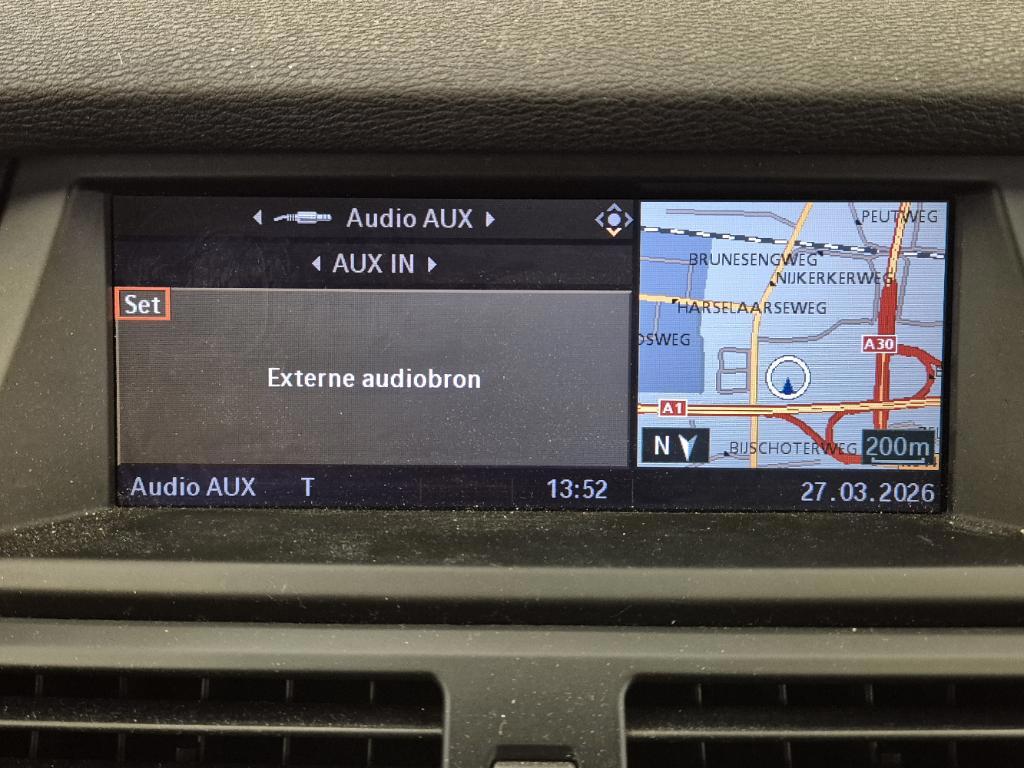 Audio AUX
AUX IN
Set
Externe audiobron
Audio AUX T 13:52
PEUTWEG
BRUNESENGWEG
NIJKERKERWEG
HARSELAARSEWEG
OSWEG
A30
A1
N
BIJSCHOTERWEG
200m
27.03.2026